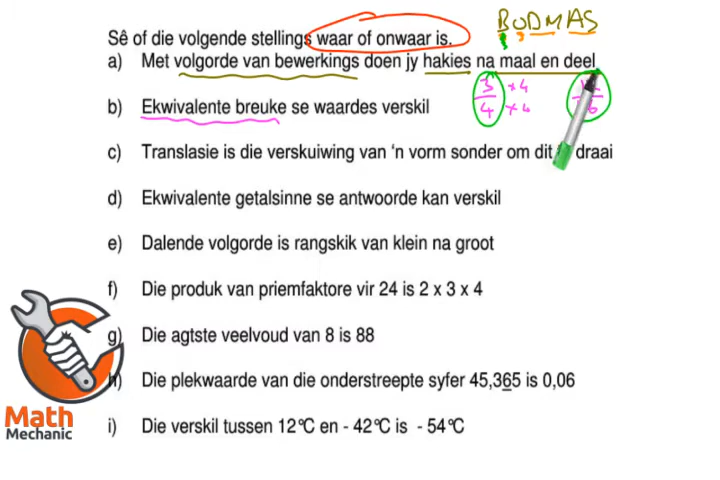 BODMAS
Sê of die volgende stellings waar of onwaar is.
a) Met volgorde van bewerkings doen jy hakies na maal en deel
3 ×4
b) Ekwivalente breuke se waardes verskil
4 ×4
c) Translasie is die verskuiwing van 'n vorm sonder om dit draai
d) Ekwivalente getalsinne se antwoorde kan verskil
e) Dalende volgorde is rangskik van klein na groot
f) Die produk van priemfaktore vir 24 is 2 x 3 x 4
g) Die agtste veelvoud van 8 is 88
h) Die plekwaarde van die onderstreepte syfer 45,365 is 0,06
i) Die verskil tussen 12°C en - 42°C is - 54°C
Math
Mechanic